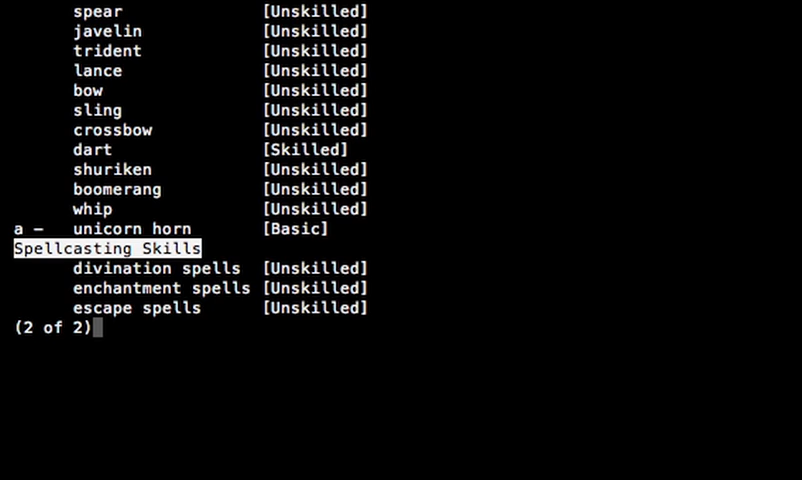 spear [Unskilled]
javelin [Unskilled]
trident [Unskilled]
lance [Unskilled]
bow [Unskilled]
sling [Unskilled]
crossbow [Unskilled]
dart [Skilled]
shuriken [Unskilled]
boomerang [Unskilled]
whip [Unskilled]
a – unicorn horn [Basic]
Spellcasting Skills
divination spells [Unskilled]
enchantment spells [Unskilled]
escape spells [Unskilled]
(2 of 2)